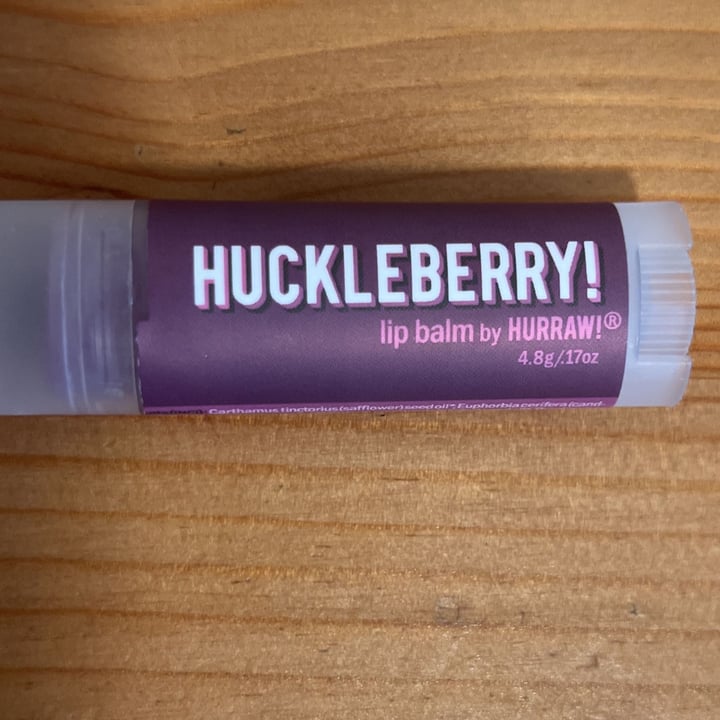 HUCKLEBERRY!
lip balm by HURRAW!®
4.8g/.17oz
Carthamus tinctorius (safflower) seed oil*, Euphorbia cerifera (cand-